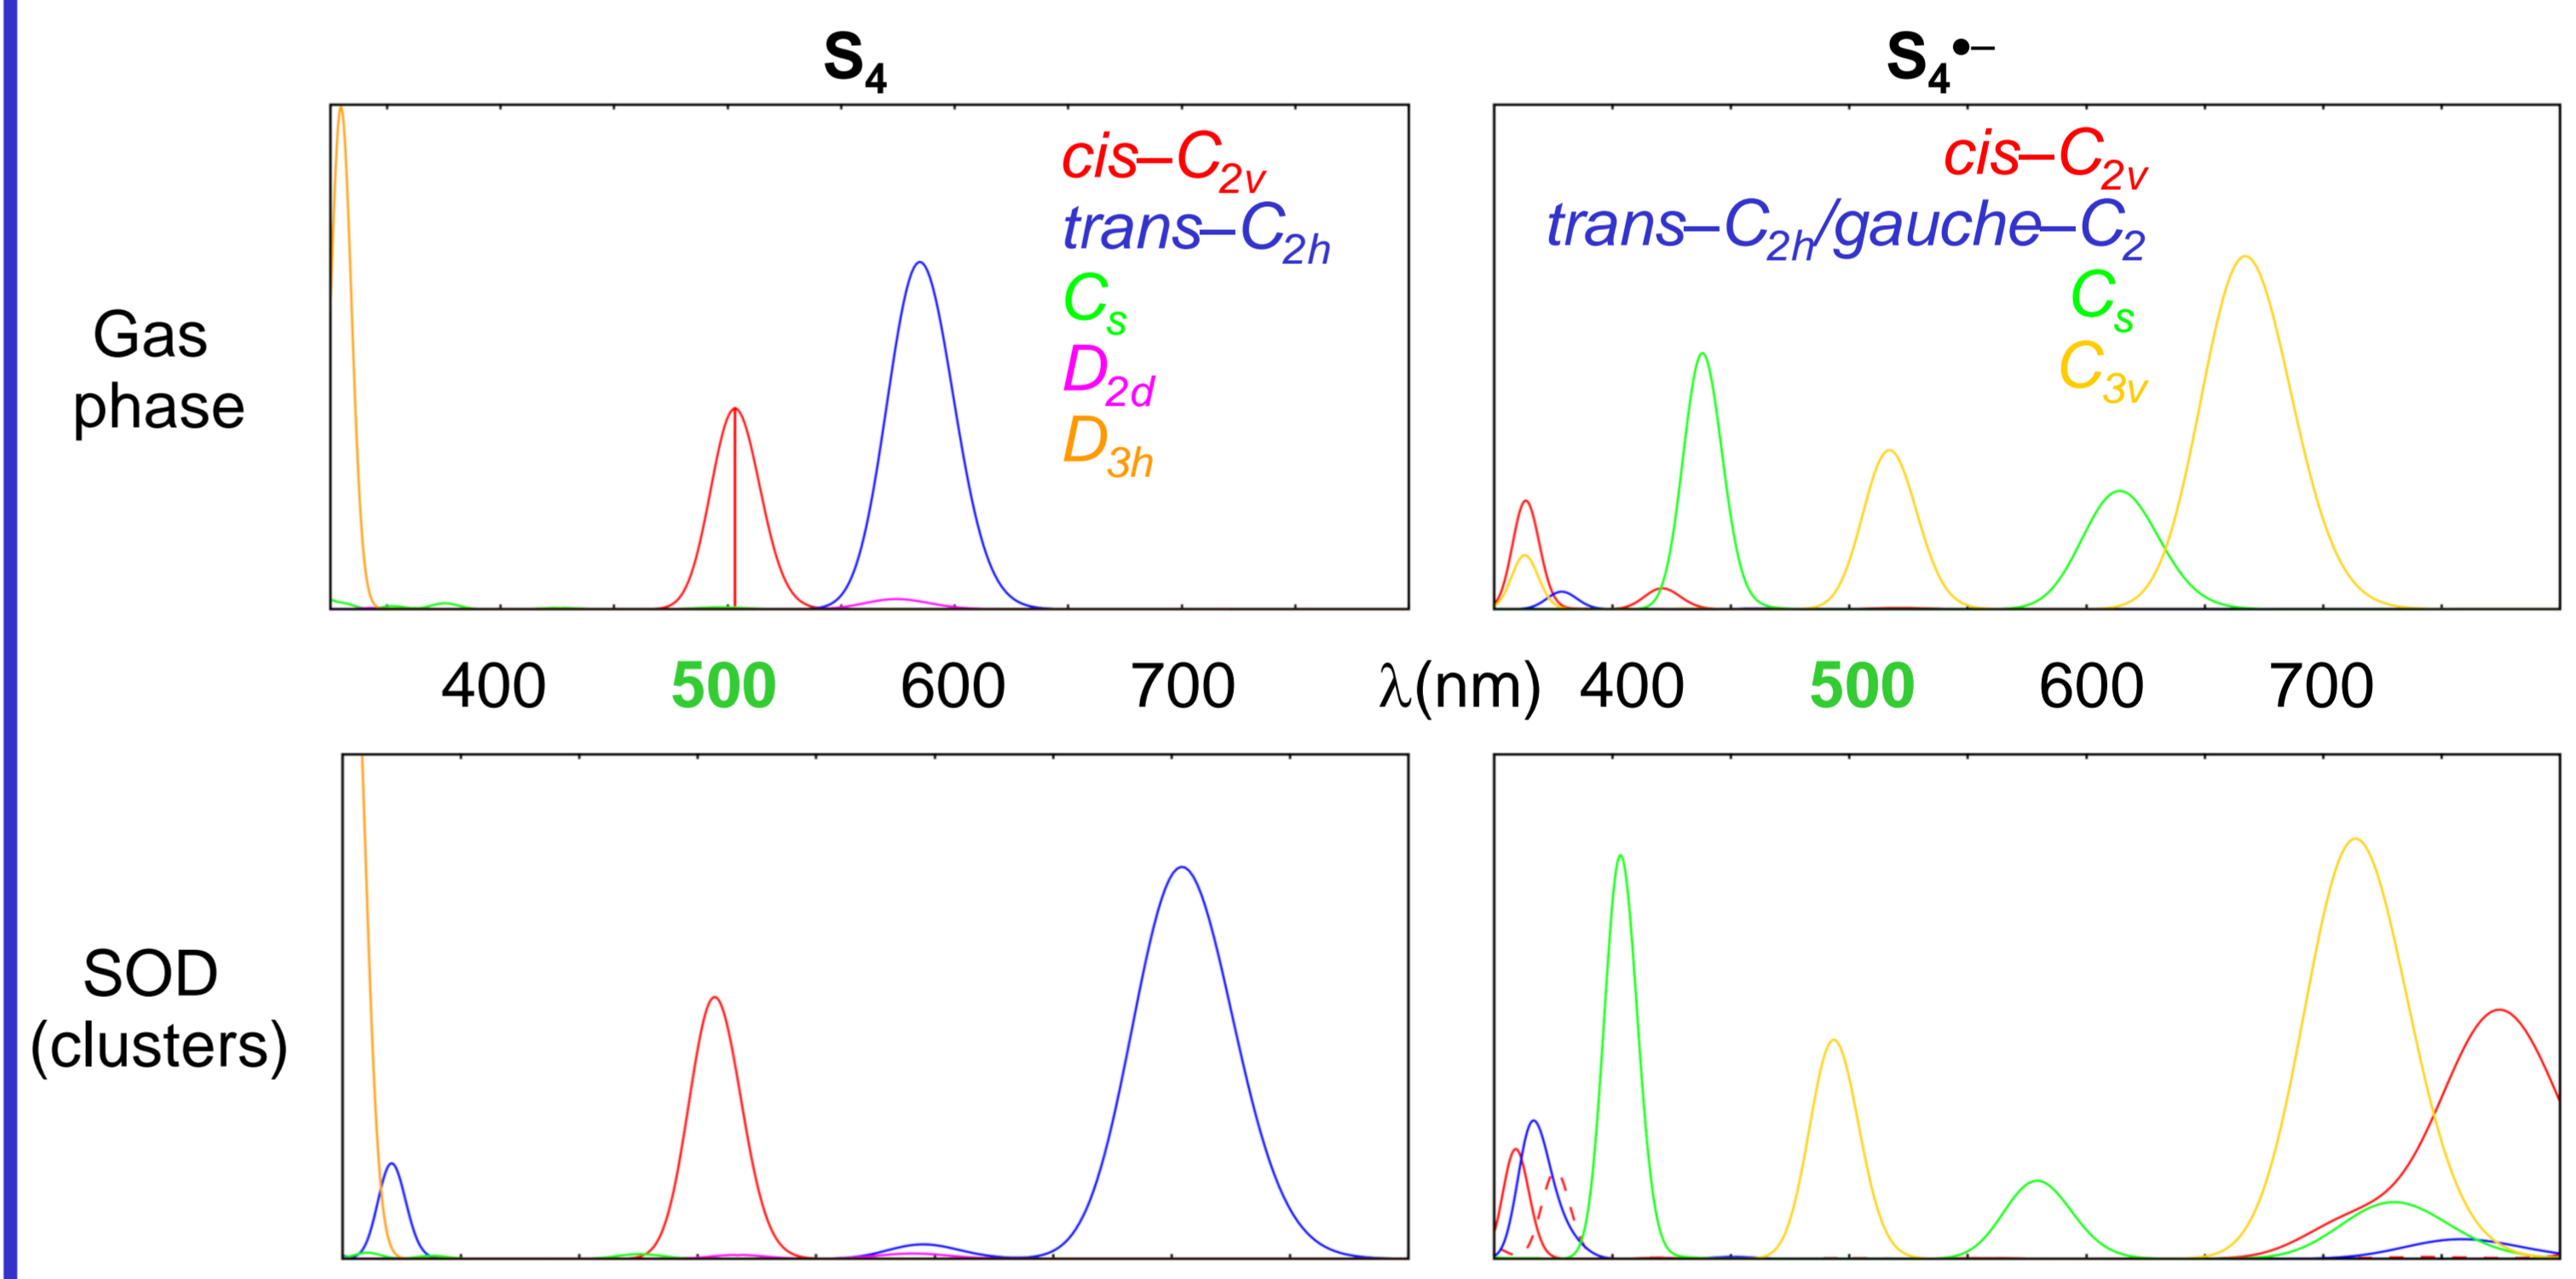 S₄
S₄•–
cis–C₂ᵥ
trans–C₂ₕ
Cₛ
D₂d
D₃ₕ
cis–C₂ᵥ
trans–C₂ₕ/gauche–C₂
Cₛ
C₃ᵥ
Gas
phase
400 500 600 700 λ(nm) 400 500 600 700
SOD
(clusters)